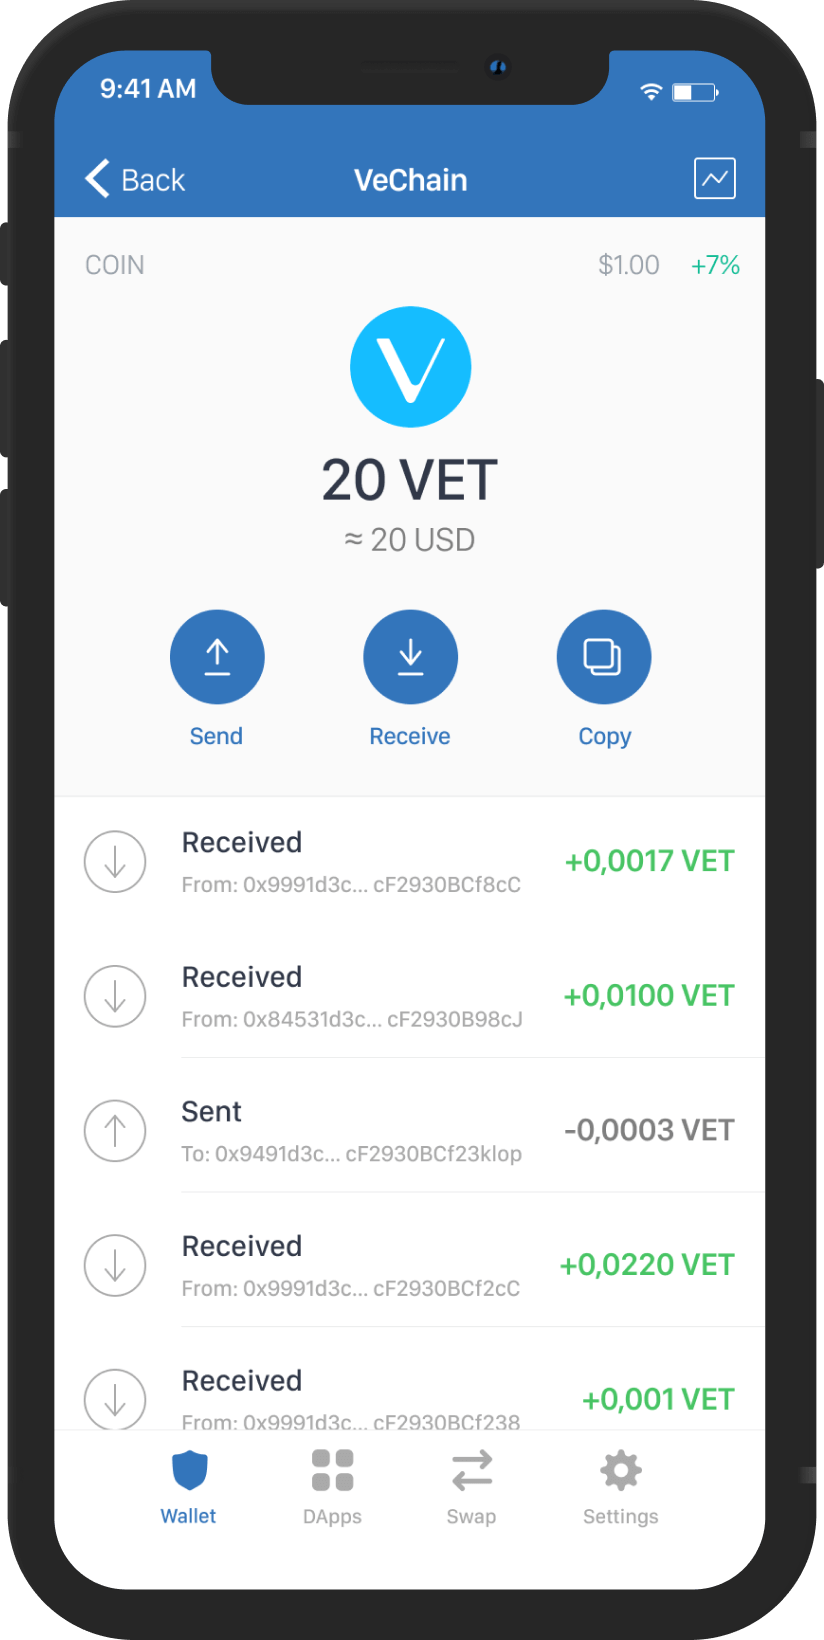 9:41 AM
Back
VeChain
COIN
$1.00
+7%
20 VET
≈ 20 USD
Send
Receive
Copy
Received
+0,0017 VET
From: 0x9991d3c... cF2930BCf8cC
Received
+0,0100 VET
From: 0x84531d3c... cF2930B98cJ
Sent
-0,0003 VET
To: 0x9491d3c... cF2930BCf23klop
Received
+0,0220 VET
From: 0x9991d3c... cF2930BCf2cC
Received
+0,001 VET
From: 0x9991d3c... cF2930BCf238
Wallet
DApps
Swap
Settings